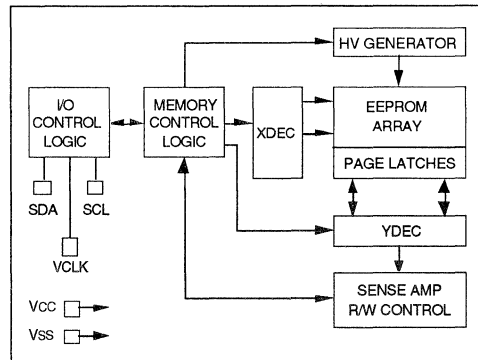 HV GENERATOR
I/O
CONTROL
LOGIC
MEMORY
CONTROL
LOGIC
XDEC
EEPROM
ARRAY
PAGE LATCHES
SDA
SCL
VCLK
YDEC
SENSE AMP
R/W CONTROL
VCC
VSS